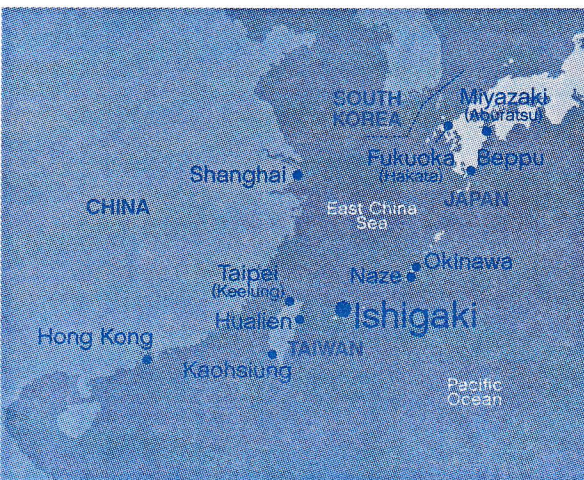 SOUTH
KOREA
Miyazaki
(Aburatsu)
Fukuoka
(Hakata)
Beppu
Shanghai
CHINA
East China
Sea
JAPAN
Okinawa
Naze
Taipei
(Keelung)
Hualien
Ishigaki
Hong Kong
TAIWAN
Kaohsiung
Pacific
Ocean